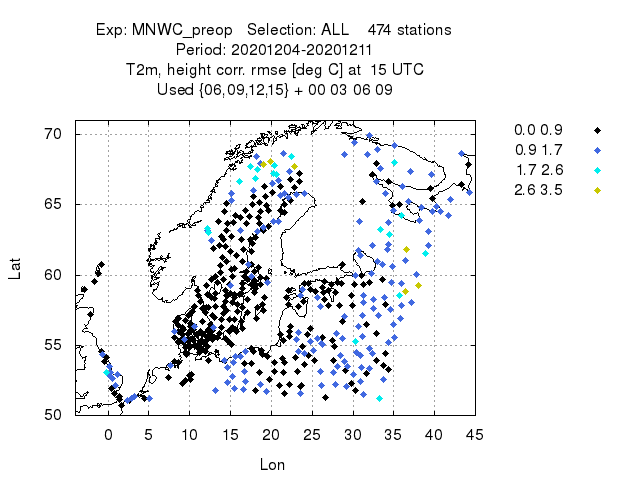 Exp: MNWC_preop Selection: ALL 474 stations
Period: 20201204-20201211
T2m, height corr. rmse [deg C] at 15 UTC
Used {06,09,12,15} + 00 03 06 09
0.0 0.9
0.9 1.7
1.7 2.6
2.6 3.5
70
65
60
55
50
Lat
0 5 10 15 20 25 30 35 40 45
Lon